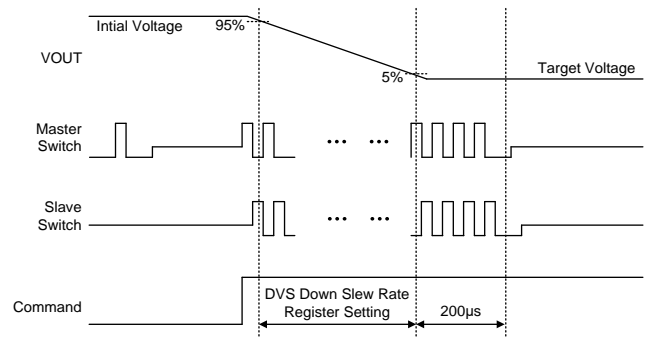 Intial Voltage
95%
VOUT
5%
Target Voltage
Master
Switch
... ...
Slave
Switch
... ...
Command
DVS Down Slew Rate
Register Setting
200µs